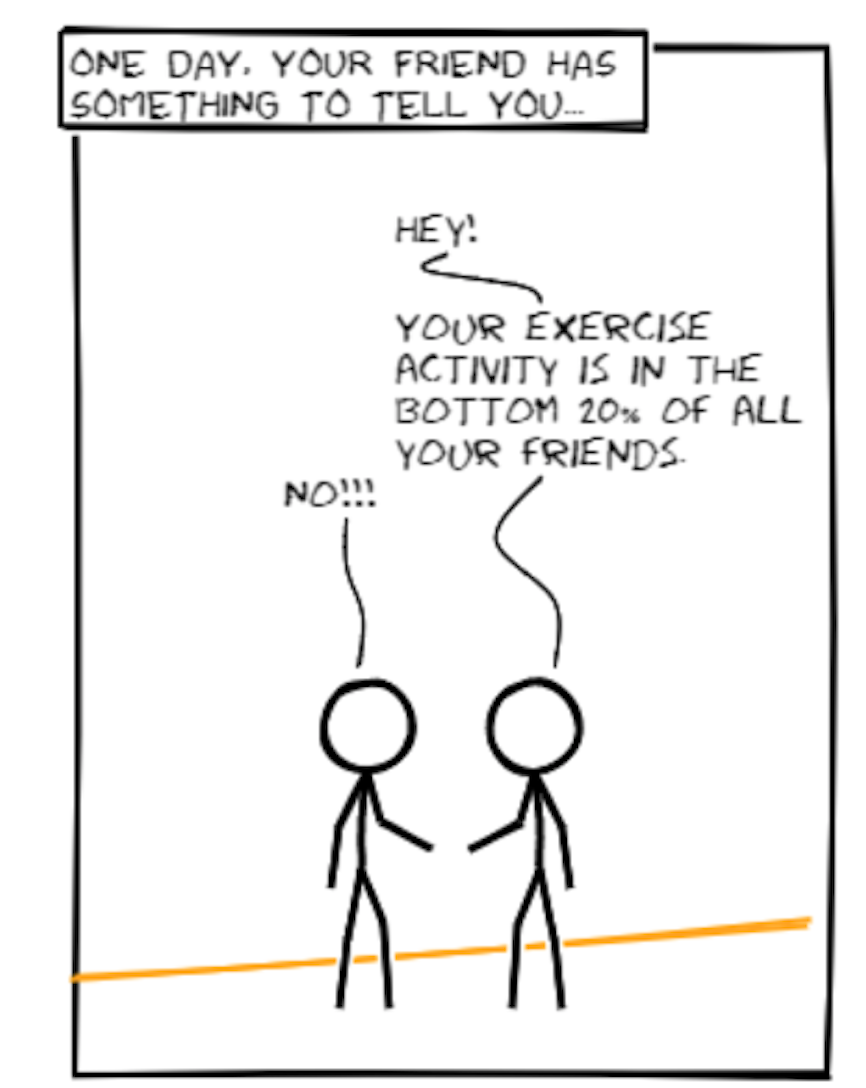 ONE DAY, YOUR FRIEND HAS
SOMETHING TO TELL YOU...
HEY!
YOUR EXERCISE
ACTIVITY IS IN THE
BOTTOM 20% OF ALL
YOUR FRIENDS.
NO!!!